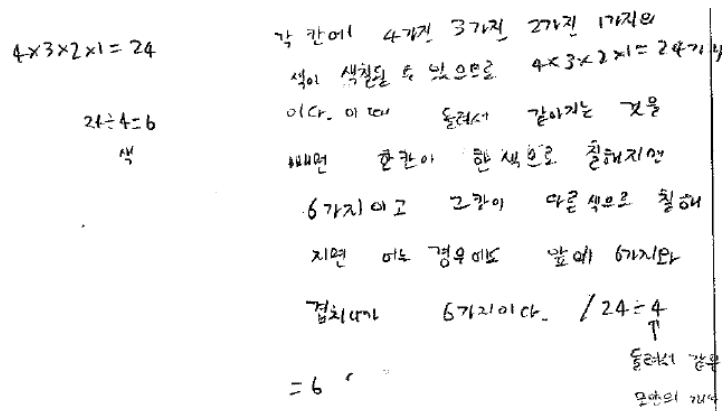 4×3×2×1=24
24÷4=6
색
각 칸에 4가지 3가지 2가지 1가지의
색이 색칠될 수 있으므로 4×3×2×1=24가지
이다. 이 때 돌려서 같아지는 것을
빼면 한칸이 한 색으로 칠해지면
6가지이고 그칸이 다른 색으로 칠해
지면 어느 경우에도 앞에 6가지와
겹치니까 6가지이다. / 24÷4
↑
돌려서 같은
모양의 개수
=6